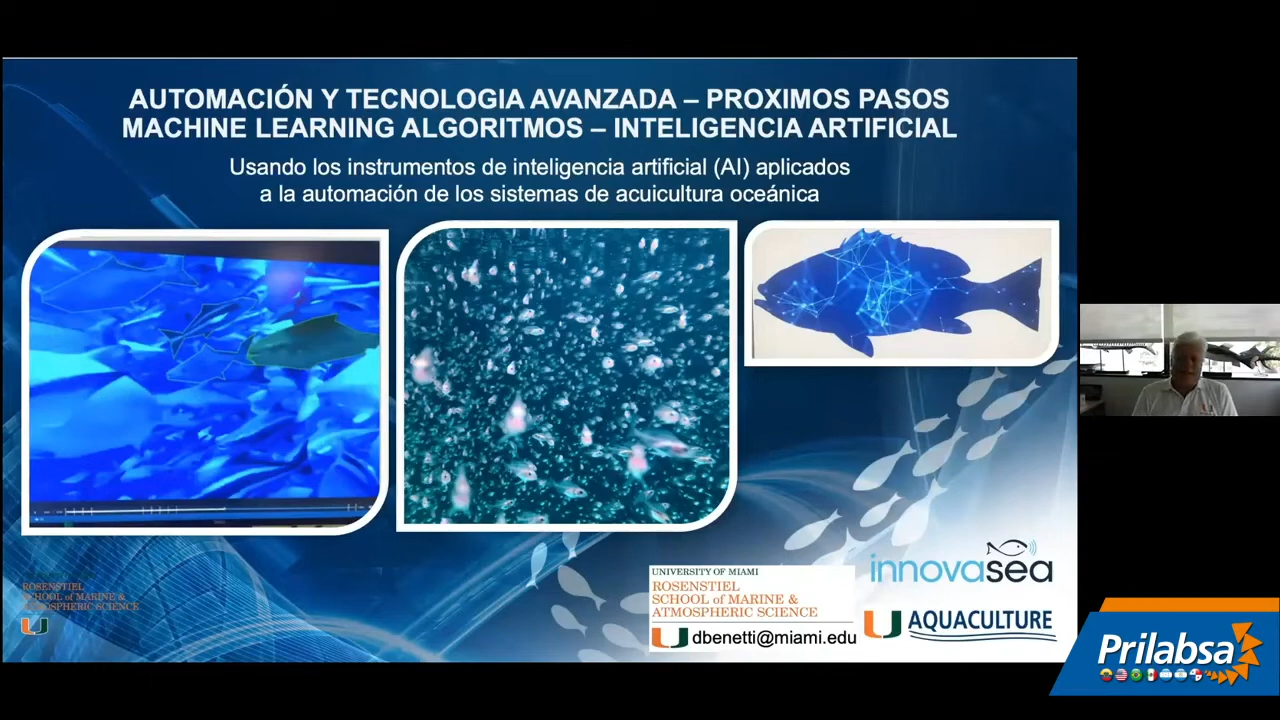 AUTOMACIÓN Y TECNOLOGIA AVANZADA – PROXIMOS PASOS
MACHINE LEARNING ALGORITMOS – INTELIGENCIA ARTIFICIAL
Usando los instrumentos de inteligencia artificial (AI) aplicados
a la automación de los sistemas de acuicultura oceánica
ROSENSTIEL
SCHOOL of MARINE &
ATMOSPHERIC SCIENCE
UNIVERSITY OF MIAMI
ROSENSTIEL
SCHOOL of MARINE &
ATMOSPHERIC SCIENCE
dbenetti@miami.edu
innovasea
U AQUACULTURE
Prilabsa